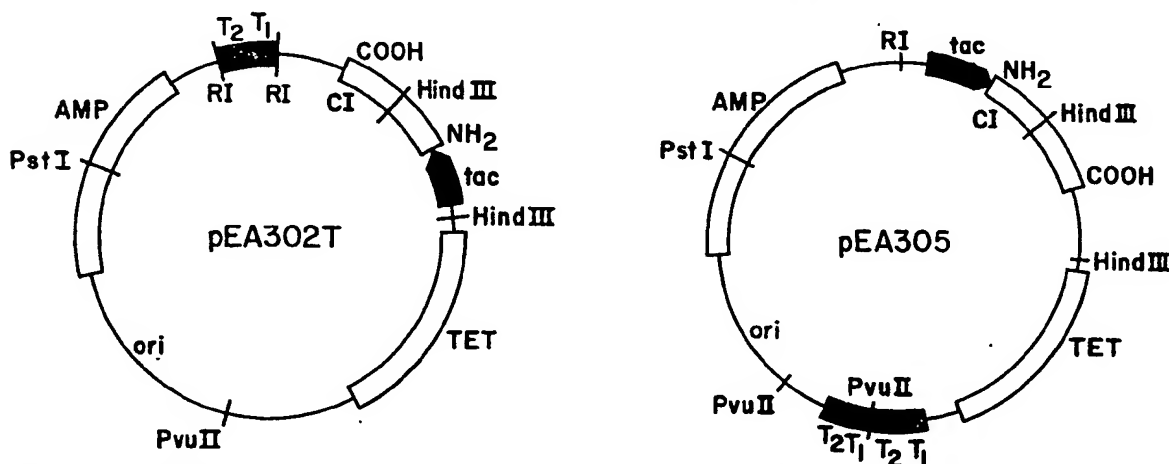 T2 T1
RI RI
COOH
Hind III
CI
NH2
tac
Hind III
AMP
Pst I
pEA302T
TET
ori
Pvu II
RI
tac
NH2
Hind III
CI
COOH
AMP
Pst I
pEA305
Hind III
TET
ori
Pvu II
Pvu II
T2 T1 T2 T1